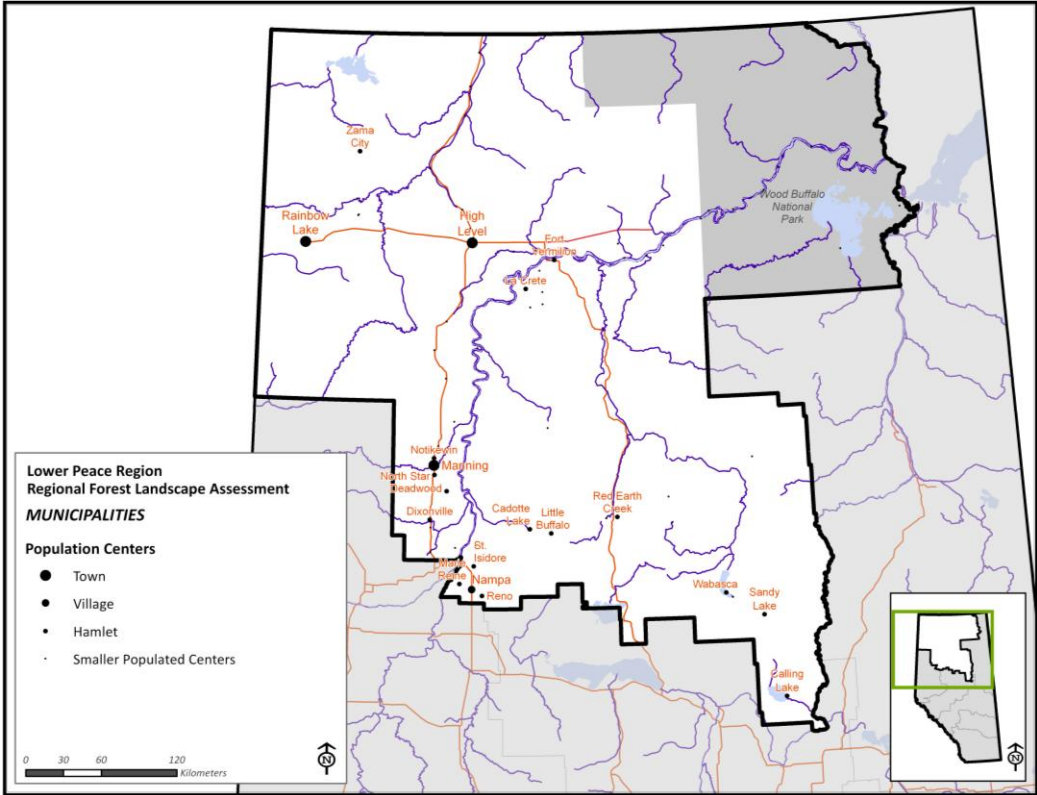 Zama
City
Rainbow
Lake
High
Level
Fort
Vermilion
La Crete
Wood Buffalo
National
Park
Notikewin
Manning
North Star
Deadwood
Dixonville
Cadotte
Lake
Little
Buffalo
Red Earth
Creek
St.
Isidore
Marie
Reine
Nampa
Reno
Wabasca
Sandy
Lake
Calling
Lake
Lower Peace Region
Regional Forest Landscape Assessment
MUNICIPALITIES
Population Centers
Town
Village
Hamlet
Smaller Populated Centers
0 30 60 120
Kilometers
N
N